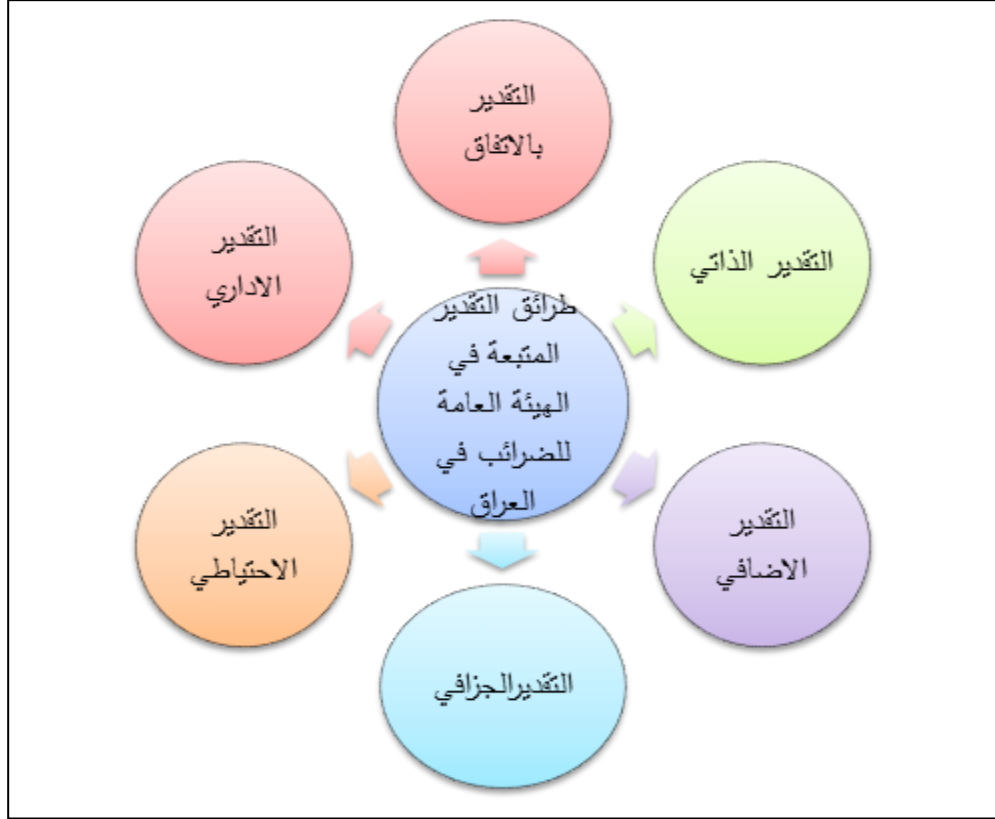 التقدير
بالاتفاق
التقدير الذاتي
التقدير
الاداري
طرائق التقدير
المتبعة في
الهيئة العامة
للضرائب في
العراق
التقدير
الاضافي
التقدير
الاحتياطي
التقديرالجزافي